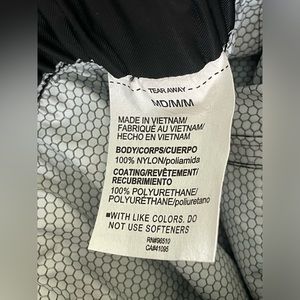 TEAR AWAY
MD/M/M
MADE IN VIETNAM/
FABRIQUÉ AU VIETNAM/
HECHO EN VIETNAM
BODY/CORPS/CUERPO
100% NYLON/poliamida
COATING/REVÊTEMENT/
RECUBRIMIENTO
100% POLYURETHANE/
POLYURÉTHANE/poliuretano
*WITH LIKE COLORS. DO
NOT USE SOFTENERS
RN#96510
CA#41095